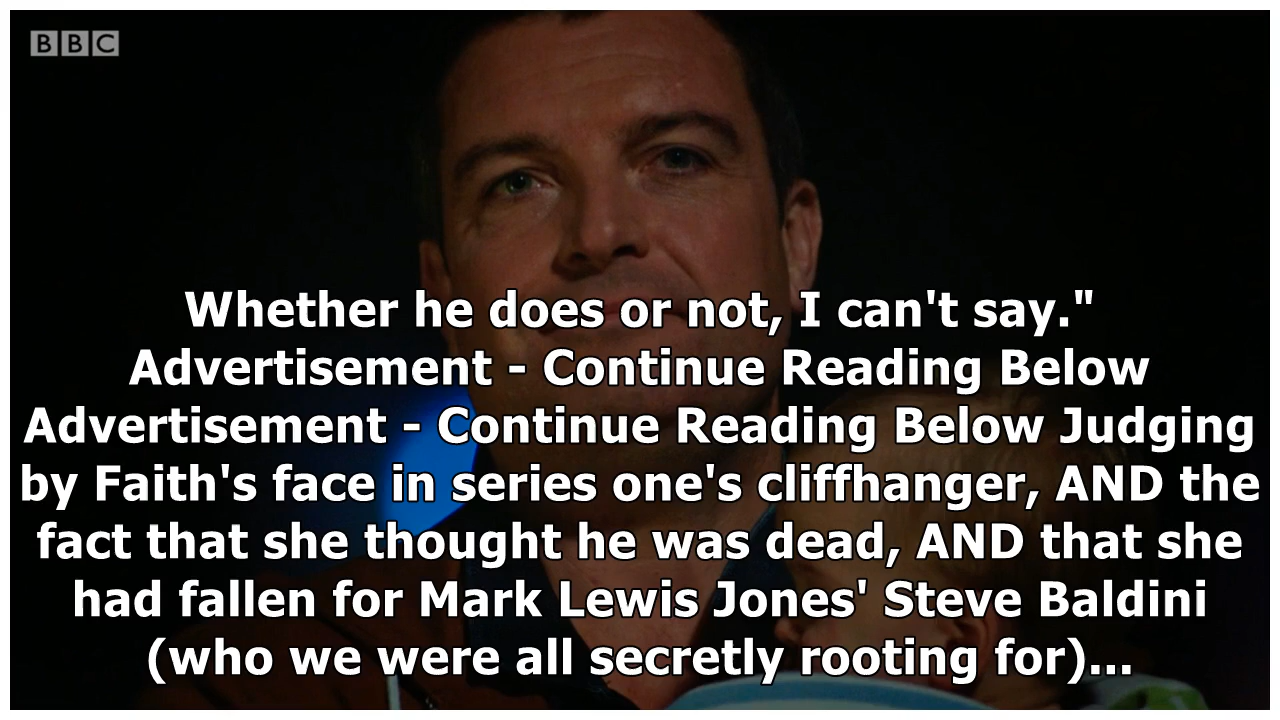 BBC
Whether he does or not, I can't say."
Advertisement - Continue Reading Below
Advertisement - Continue Reading Below Judging
by Faith's face in series one's cliffhanger, AND the
fact that she thought he was dead, AND that she
had fallen for Mark Lewis Jones' Steve Baldini
(who we were all secretly rooting for)...